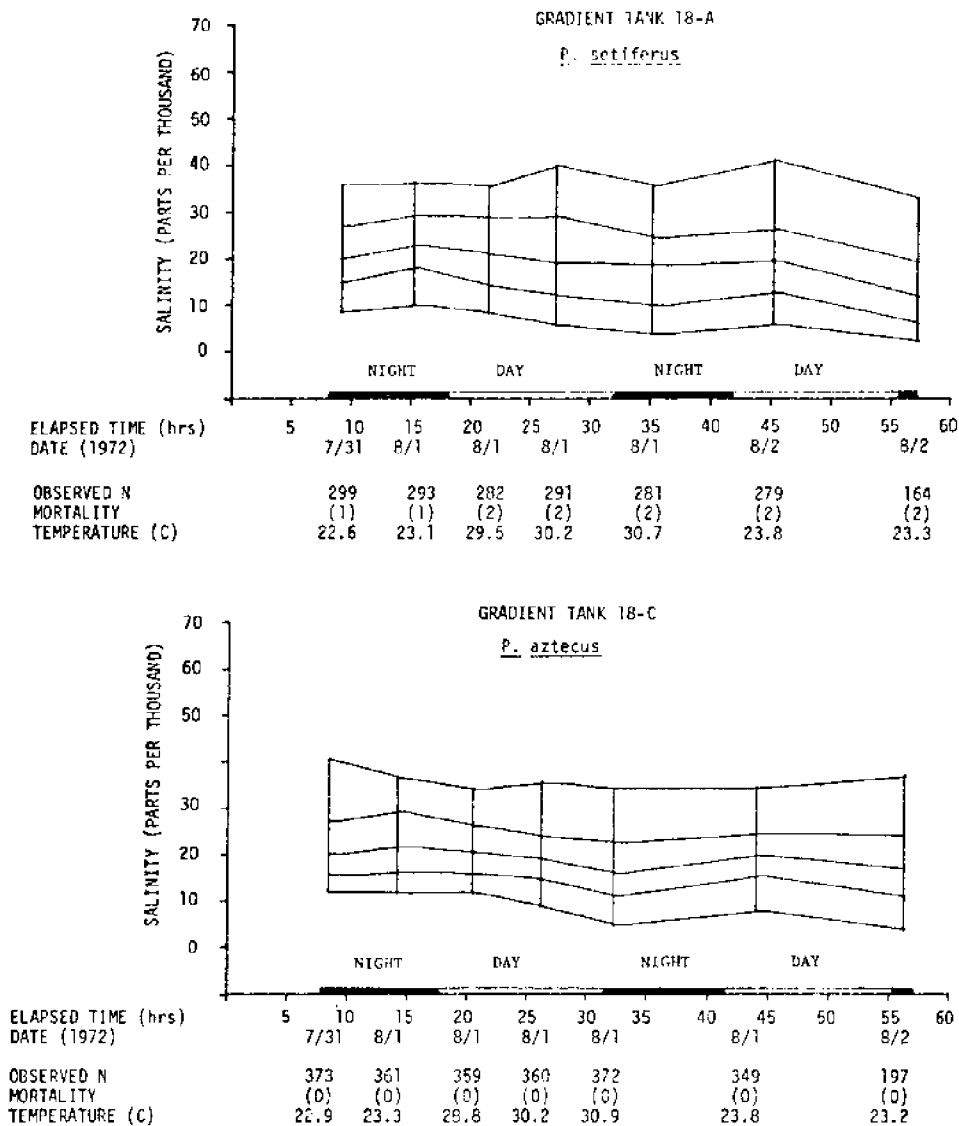 GRADIENT TANK 18-A
P. setiferus
SALINITY (PARTS PER THOUSAND)
70
60
50
40
30
20
10
0
NIGHT DAY NIGHT DAY
ELAPSED TIME (hrs) 5 10 15 20 25 30 35 40 45 50 55 60
DATE (1972) 7/31 8/1 8/1 8/1 8/1 8/2 8/2
OBSERVED N 299 293 282 291 281 279 164
MORTALITY (1) (1) (2) (2) (2) (2) (2)
TEMPERATURE (C) 22.6 23.1 29.5 30.2 30.7 23.8 23.3
GRADIENT TANK 18-C
P. aztecus
SALINITY (PARTS PER THOUSAND)
70
60
50
30
20
10
0
NIGHT DAY NIGHT DAY
ELAPSED TIME (hrs) 5 10 15 20 25 30 35 40 45 50 55 60
DATE (1972) 7/31 8/1 8/1 8/1 8/1 8/1 8/2
OBSERVED N 373 361 359 360 372 349 197
MORTALITY (0) (0) (0) (0) (0) (0) (0)
TEMPERATURE (C) 22.9 23.3 28.8 30.2 30.9 23.8 23.2